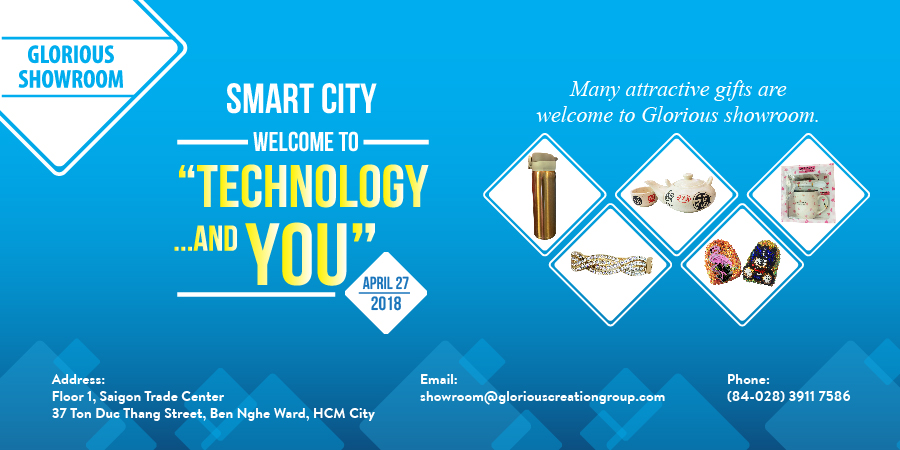 GLORIOUS
SHOWROOM
SMART CITY
WELCOME TO
“TECHNOLOGY
...AND YOU”
APRIL 27
2018
Many attractive gifts are
welcome to Glorious showroom.
Address:
Floor 1, Saigon Trade Center
37 Ton Duc Thang Street, Ben Nghe Ward, HCM City
Email:
showroom@gloriouscreationgroup.com
Phone:
(84-028) 3911 7586